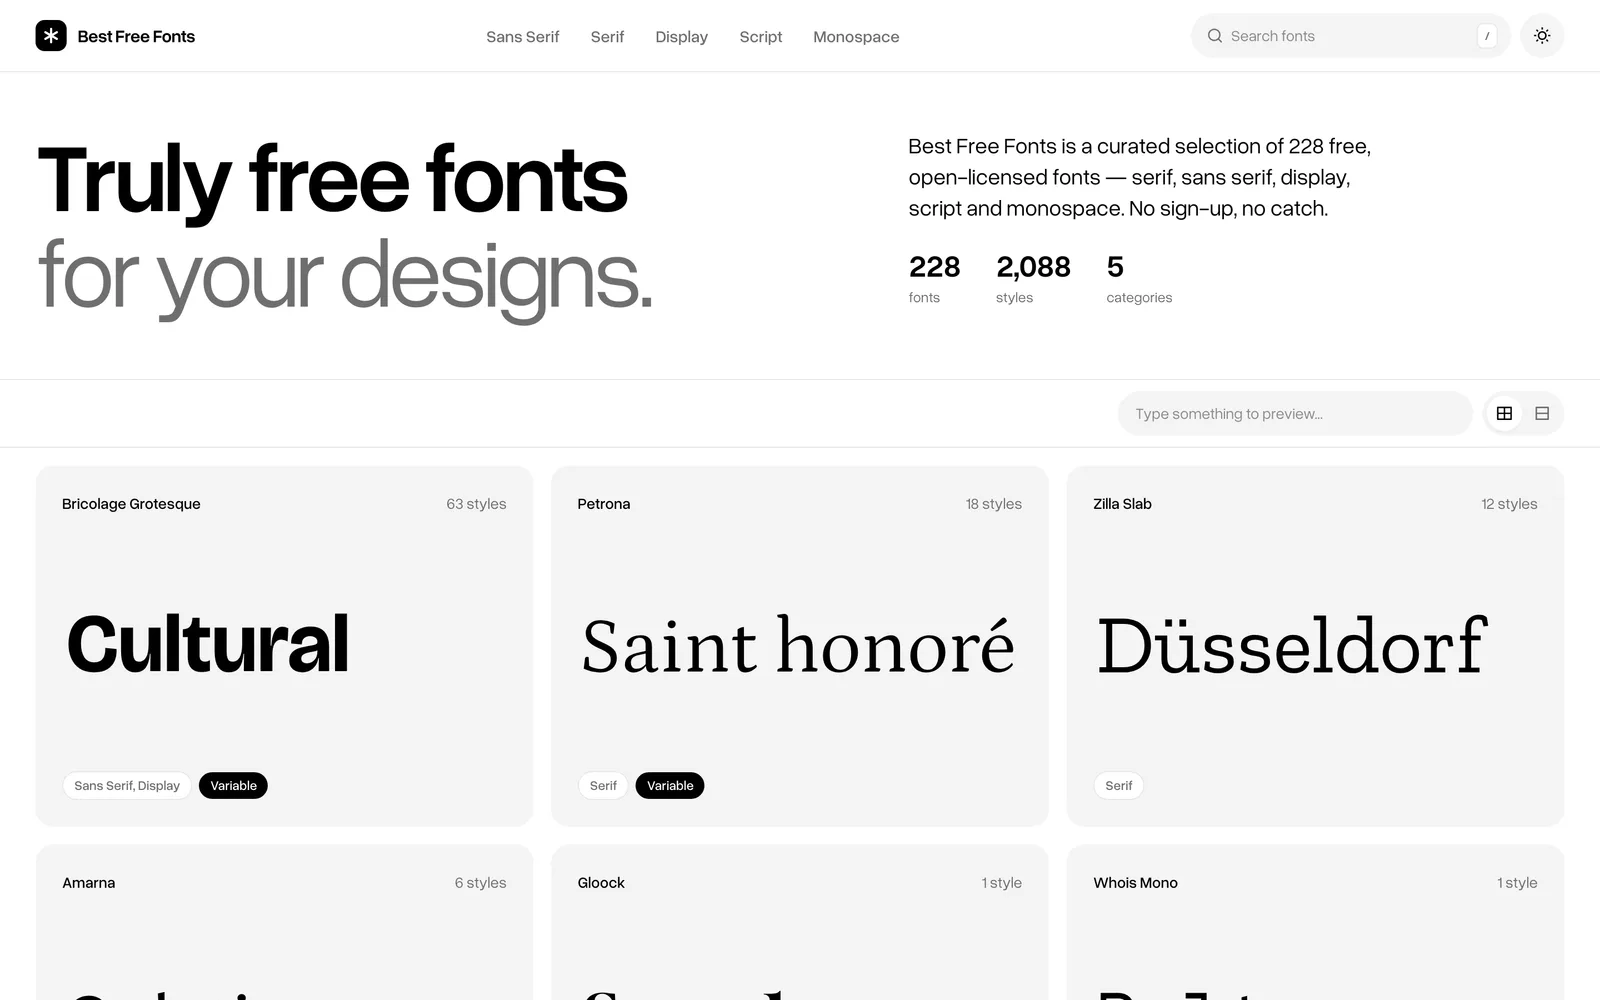 Best Free Fonts
Sans Serif
Serif
Display
Script
Monospace
Search fonts
/
Truly free fonts
for your designs.
Best Free Fonts is a curated selection of 228 free,
open-licensed fonts — serif, sans serif, display,
script and monospace. No sign-up, no catch.
228
fonts
2,088
styles
5
categories
Type something to preview...
Bricolage Grotesque
63 styles
Cultural
Sans Serif, Display
Variable
Petrona
18 styles
Saint honoré
Serif
Variable
Zilla Slab
12 styles
Düsseldorf
Serif
Amarna
6 styles
Gloock
1 style
Whois Mono
1 style